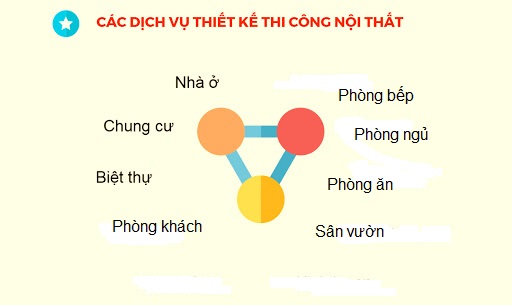 CÁC DỊCH VỤ THIẾT KẾ THI CÔNG NỘI THẤT
Nhà ở
Chung cư
Biệt thự
Phòng khách
Phòng bếp
Phòng ngủ
Phòng ăn
Sân vườn